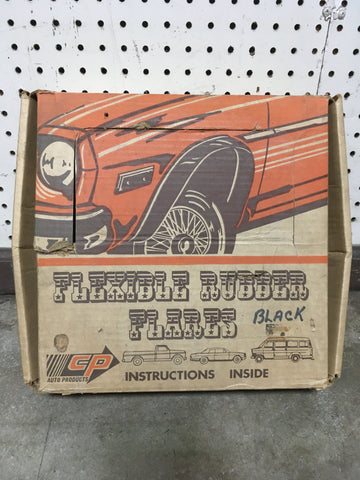 FLEXIBLE RUBBER
FLARES
BLACK
CP
AUTO PRODUCTS
INSTRUCTIONS INSIDE